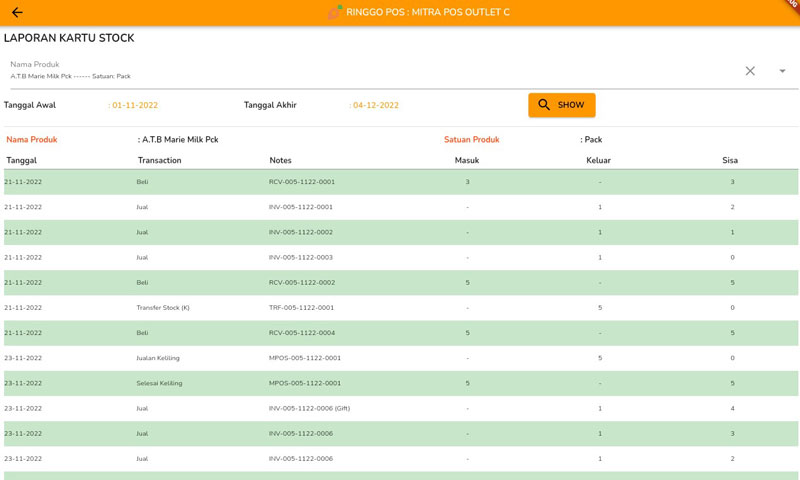 RINGGO POS : MITRA POS OUTLET C
LAPORAN KARTU STOCK
Nama Produk
A.T.B Marie Milk Pck ------ Satuan: Pack
Tanggal Awal : 01-11-2022 Tanggal Akhir : 04-12-2022 SHOW
Nama Produk : A.T.B Marie Milk Pck Satuan Produk : Pack
Tanggal Transaction Notes Masuk Keluar Sisa
21-11-2022 Beli RCV-005-1122-0001 3 - 3
21-11-2022 Jual INV-005-1122-0001 - 1 2
21-11-2022 Jual INV-005-1122-0002 - 1 1
21-11-2022 Jual INV-005-1122-0003 - 1 0
21-11-2022 Beli RCV-005-1122-0002 5 - 5
21-11-2022 Transfer Stock (K) TRF-005-1122-0001 - 5 0
21-11-2022 Beli RCV-005-1122-0004 5 - 5
23-11-2022 Jualan Keliling MPOS-005-1122-0001 - 5 0
23-11-2022 Selesai Keliling MPOS-005-1122-0001 5 - 5
23-11-2022 Jual INV-005-1122-0006 (Gift) - 1 4
23-11-2022 Jual INV-005-1122-0006 - 1 3
23-11-2022 Jual INV-005-1122-0006 - 1 2